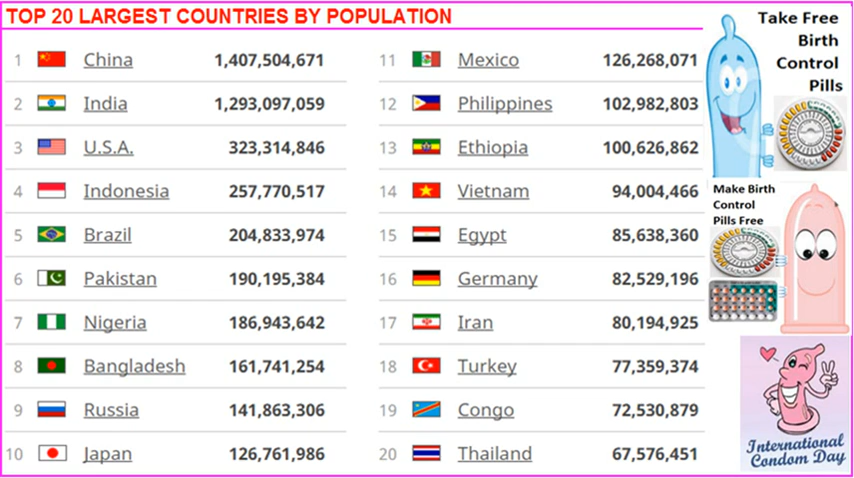 TOP 20 LARGEST COUNTRIES BY POPULATION
1 China 1,407,504,671
2 India 1,293,097,059
3 U.S.A. 323,314,846
4 Indonesia 257,770,517
5 Brazil 204,833,974
6 Pakistan 190,195,384
7 Nigeria 186,943,642
8 Bangladesh 161,741,254
9 Russia 141,863,306
10 Japan 126,761,986
11 Mexico 126,268,071
12 Philippines 102,982,803
13 Ethiopia 100,626,862
14 Vietnam 94,004,466
15 Egypt 85,638,360
16 Germany 82,529,196
17 Iran 80,194,925
18 Turkey 77,359,374
19 Congo 72,530,879
20 Thailand 67,576,451
Take Free
Birth
Control
Pills
Make Birth
Control
Pills Free
International
Condom Day